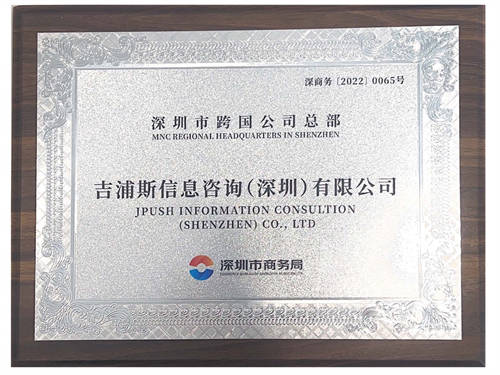 深商务〔2022〕0065号
深圳市跨国公司总部
MNC REGIONAL HEADQUARTERS IN SHENZHEN
吉浦斯信息咨询(深圳)有限公司
JPUSH INFORMATION CONSULTION
(SHENZHEN) CO., LTD
深圳市商务局